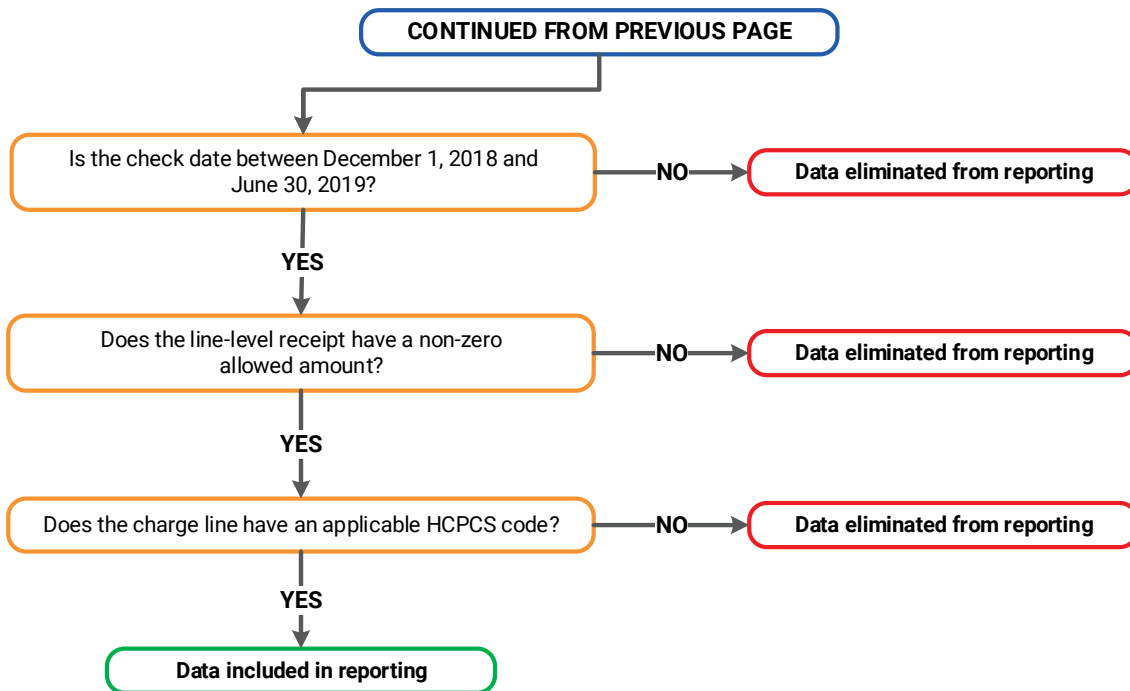 CONTINUED FROM PREVIOUS PAGE
Is the check date between December 1, 2018 and
June 30, 2019?
NO
Data eliminated from reporting
YES
Does the line-level receipt have a non-zero
allowed amount?
NO
Data eliminated from reporting
YES
Does the charge line have an applicable HCPCS code?
NO
Data eliminated from reporting
YES
Data included in reporting